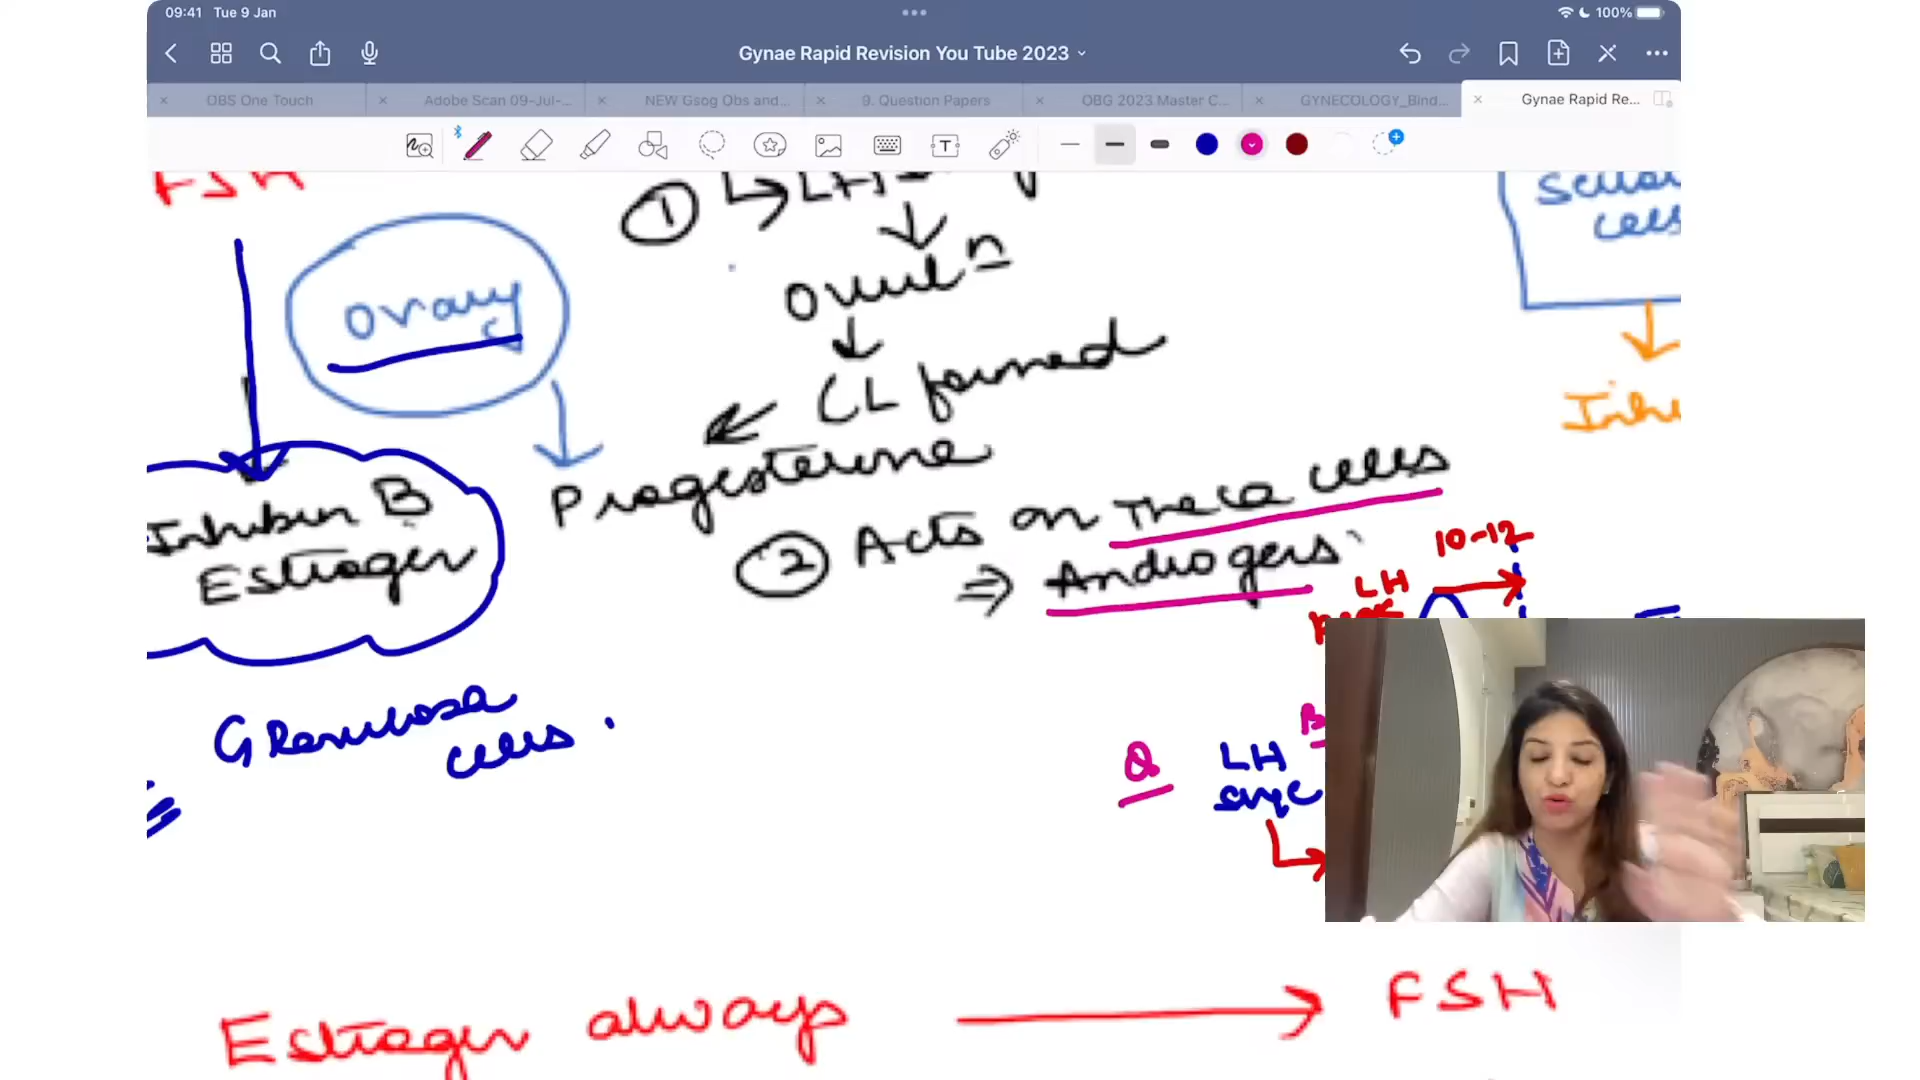 09:41 Tue 9 Jan
100%
Gynae Rapid Revision You Tube 2023
OBS One Touch
Adobe Scan 09-Jul-...
NEW Gsog Obs and...
9. Question Papers
OBG 2023 Master C...
GYNECOLOGY_Bind...
Gynae Rapid Re...
T
FSH
① LH
Ovul n
CL formed
Progesterone
Ovary
Inhibin B
Estrogen
Granulosa
cells.
② Acts on Theca cells
⇒ Androgens
cells
10-12
LH
Q
LH
Estrogen always → FSH